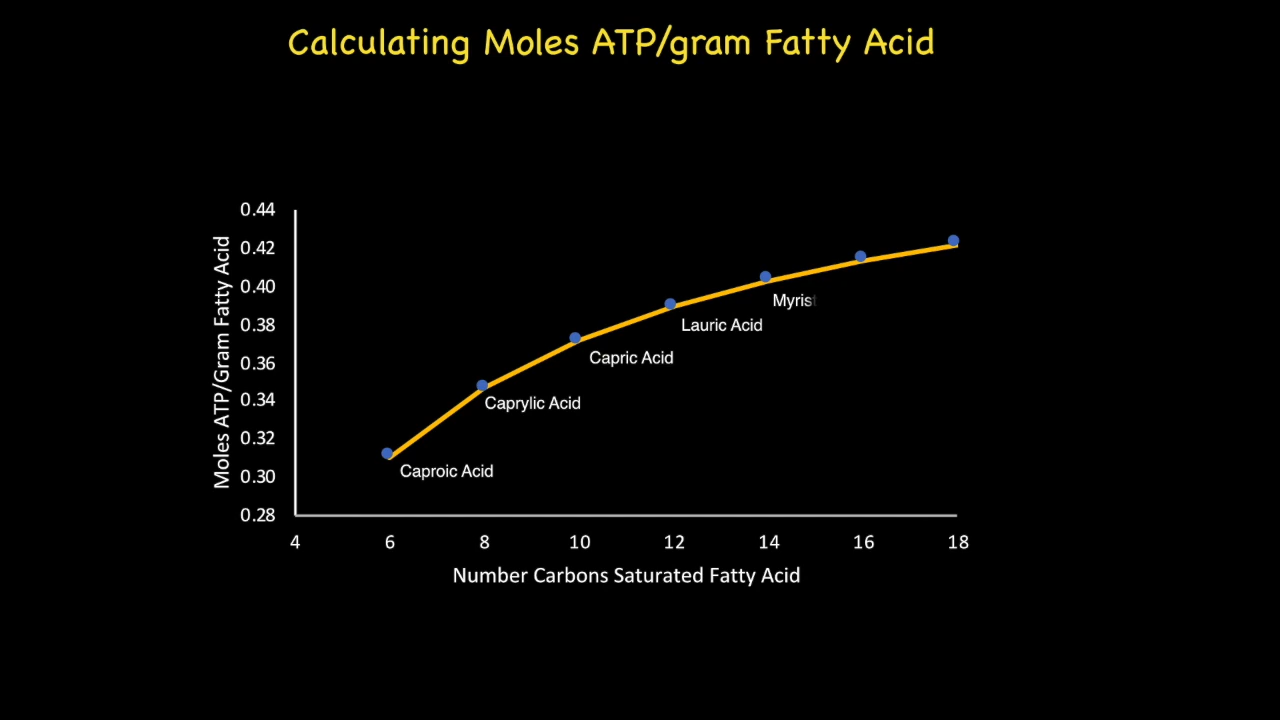 Calculating Moles ATP/gram Fatty Acid
Moles ATP/Gram Fatty Acid
0.44
0.42
0.40
0.38
0.36
0.34
0.32
0.30
0.28
Caproic Acid
Caprylic Acid
Capric Acid
Lauric Acid
Myrist
4 6 8 10 12 14 16 18
Number Carbons Saturated Fatty Acid